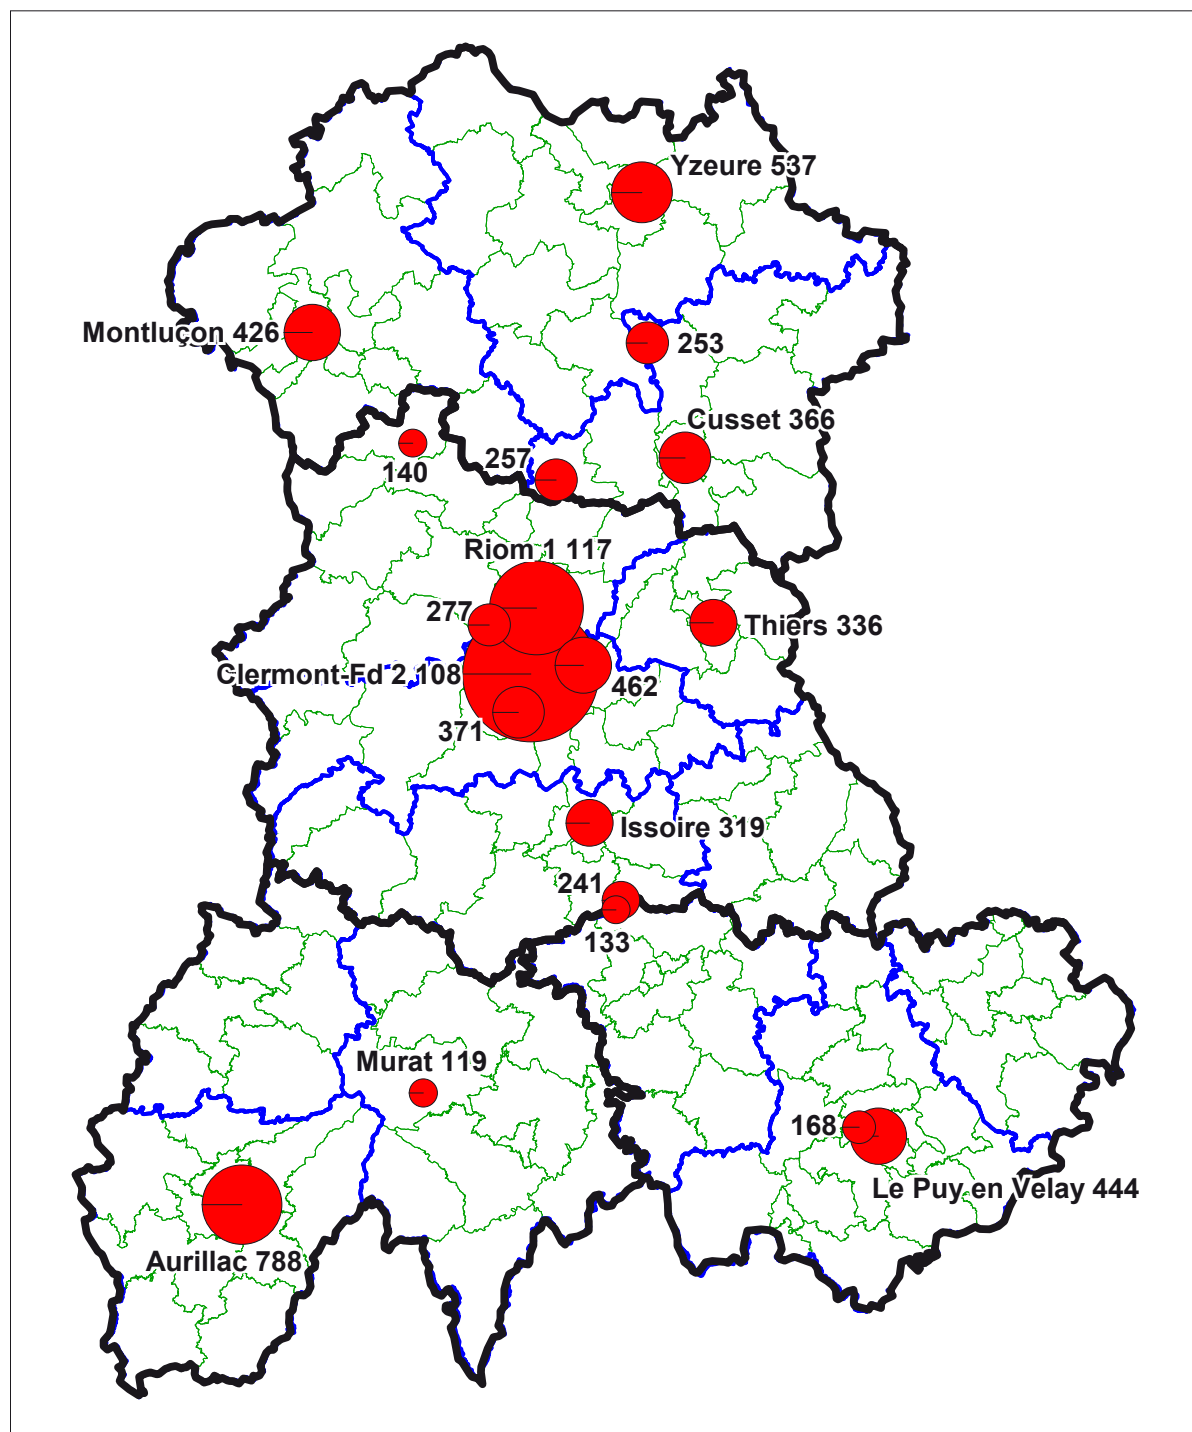 Yzeure 537
Montluçon 426
253
Cusset 366
257
140
Riom 1 117
277
Thiers 336
Clermont-Fd 2 108
462
371
Issoire 319
241
133
Murat 119
168
Le Puy en Velay 444
Aurillac 788